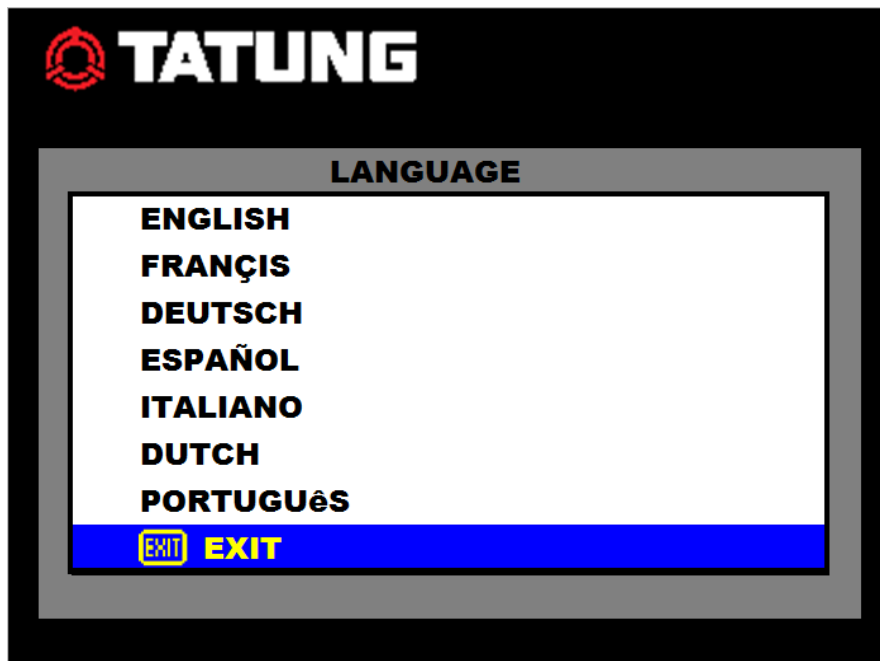 TATUNG
LANGUAGE
ENGLISH
FRANÇIS
DEUTSCH
ESPAÑOL
ITALIANO
DUTCH
PORTUGUêS
EXIT EXIT